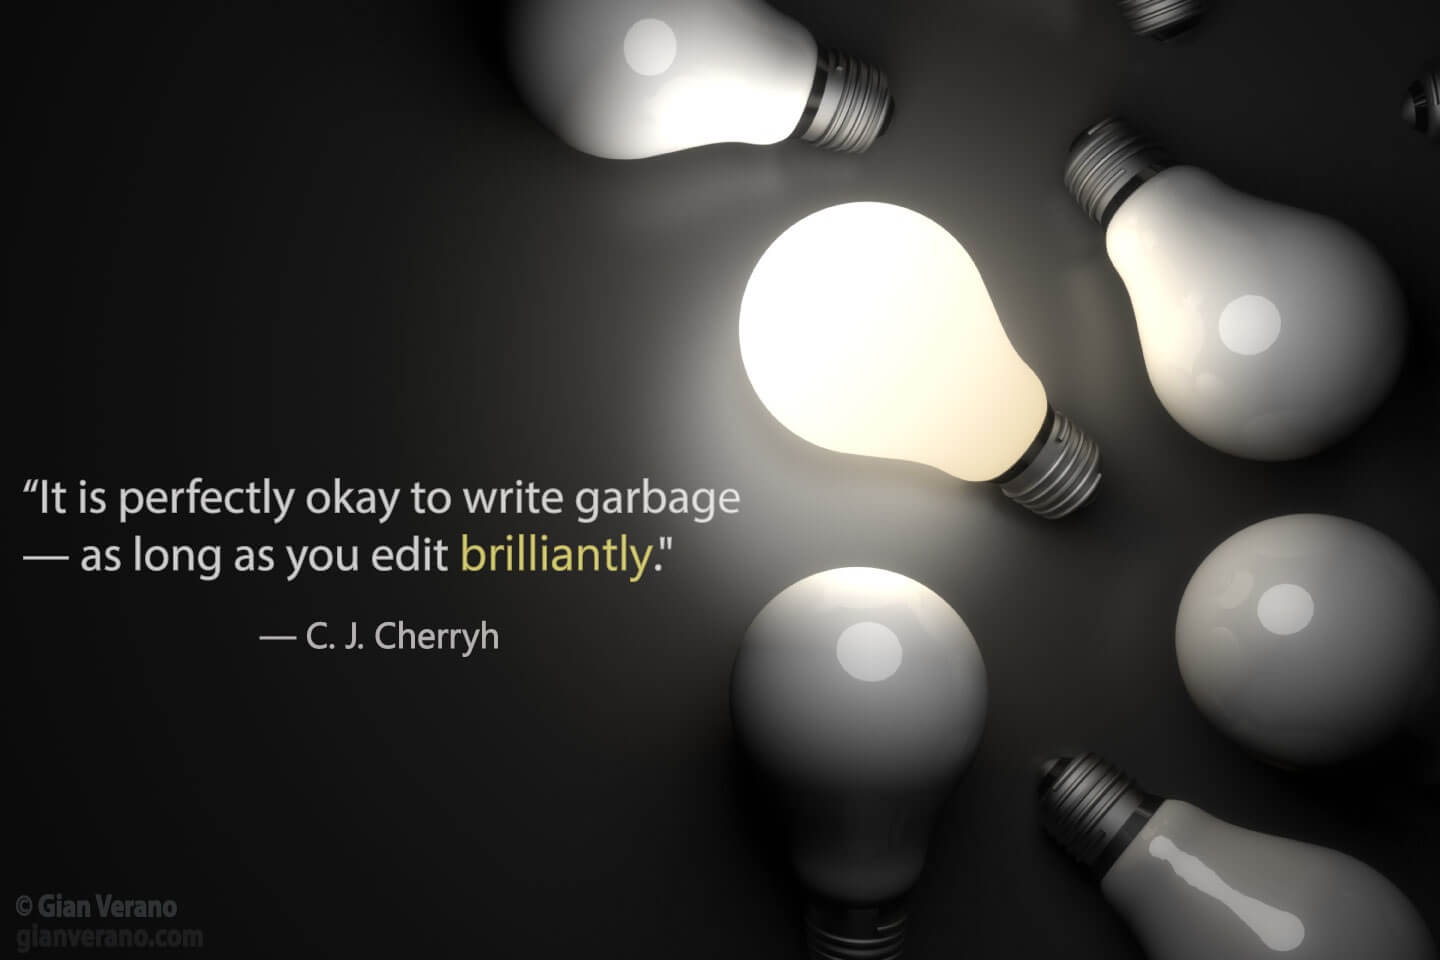 “It is perfectly okay to write garbage
— as long as you edit brilliantly."
— C. J. Cherryh
© Gian Verano
gianverano.com